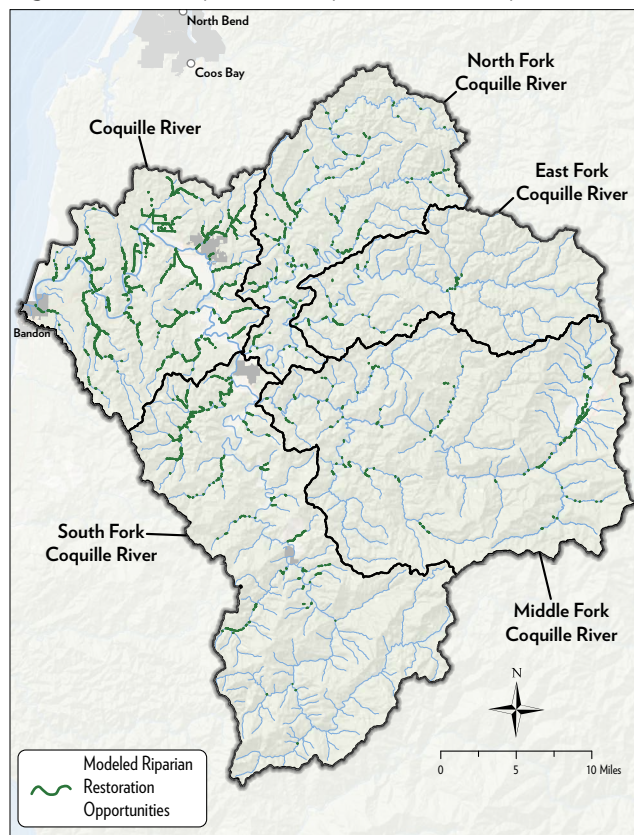 North Bend
Coos Bay
North Fork
Coquille River
Coquille River
East Fork
Coquille River
Bandon
South Fork
Coquille River
Middle Fork
Coquille River
N
0 5 10 Miles
Modeled Riparian
Restoration
Opportunities